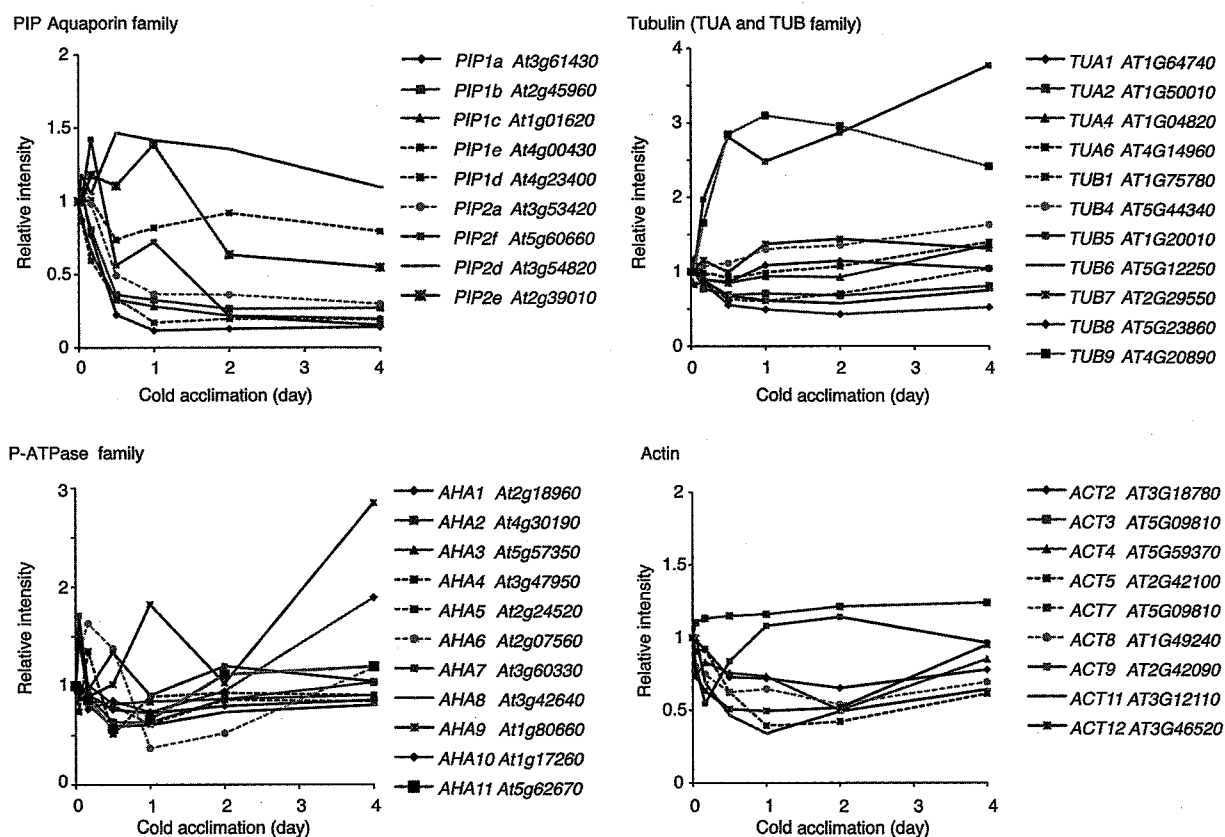 PIP Aquaporin family
2
1.5
1
0.5
0
Relative intensity
0 1 2 3 4
Cold acclimation (day)
PIP1a At3g61430
PIP1b At2g45960
PIP1c At1g01620
PIP1e At4g00430
PIP1d At4g23400
PIP2a At3g53420
PIP2f At5g60660
PIP2d At3g54820
PIP2e At2g39010
Tubulin (TUA and TUB family)
4
3
2
1
0
Relative intensity
0 1 2 3 4
Cold acclimation (day)
TUA1 AT1G64740
TUA2 AT1G50010
TUA4 AT1G04820
TUA6 AT4G14960
TUB1 AT1G75780
TUB4 AT5G44340
TUB5 AT1G20010
TUB6 AT5G12250
TUB7 AT2G29550
TUB8 AT5G23860
TUB9 AT4G20890
P-ATPase family
3
2
1
0
Relative intensity
0 1 2 3 4
Cold acclimation (day)
AHA1 At2g18960
AHA2 At4g30190
AHA3 At5g57350
AHA4 At3g47950
AHA5 At2g24520
AHA6 At2g07560
AHA7 At3g60330
AHA8 At3g42640
AHA9 At1g80660
AHA10 At1g17260
AHA11 At5g62670
Actin
2
1.5
1
0.5
0
Relative intensity
0 1 2 3 4
Cold acclimation (day)
ACT2 AT3G18780
ACT3 AT5G09810
ACT4 AT5G59370
ACT5 AT2G42100
ACT7 AT5G09810
ACT8 AT1G49240
ACT9 AT2G42090
ACT11 AT3G12110
ACT12 AT3G46520